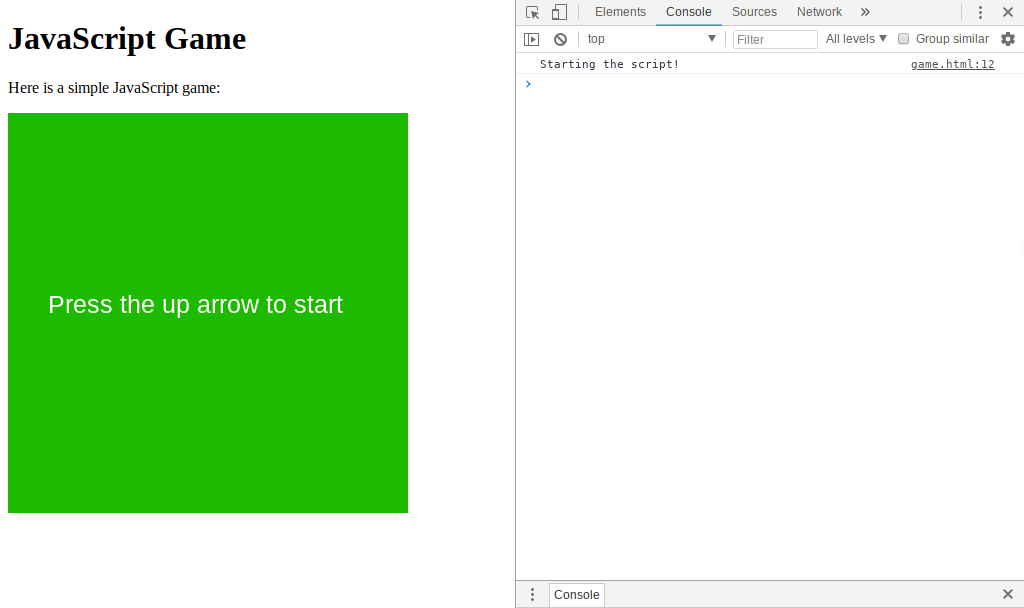 JavaScript Game
Here is a simple JavaScript game:
Press the up arrow to start
Elements Console Sources Network
top Filter All levels Group similar
Starting the script! game.html:12
Console